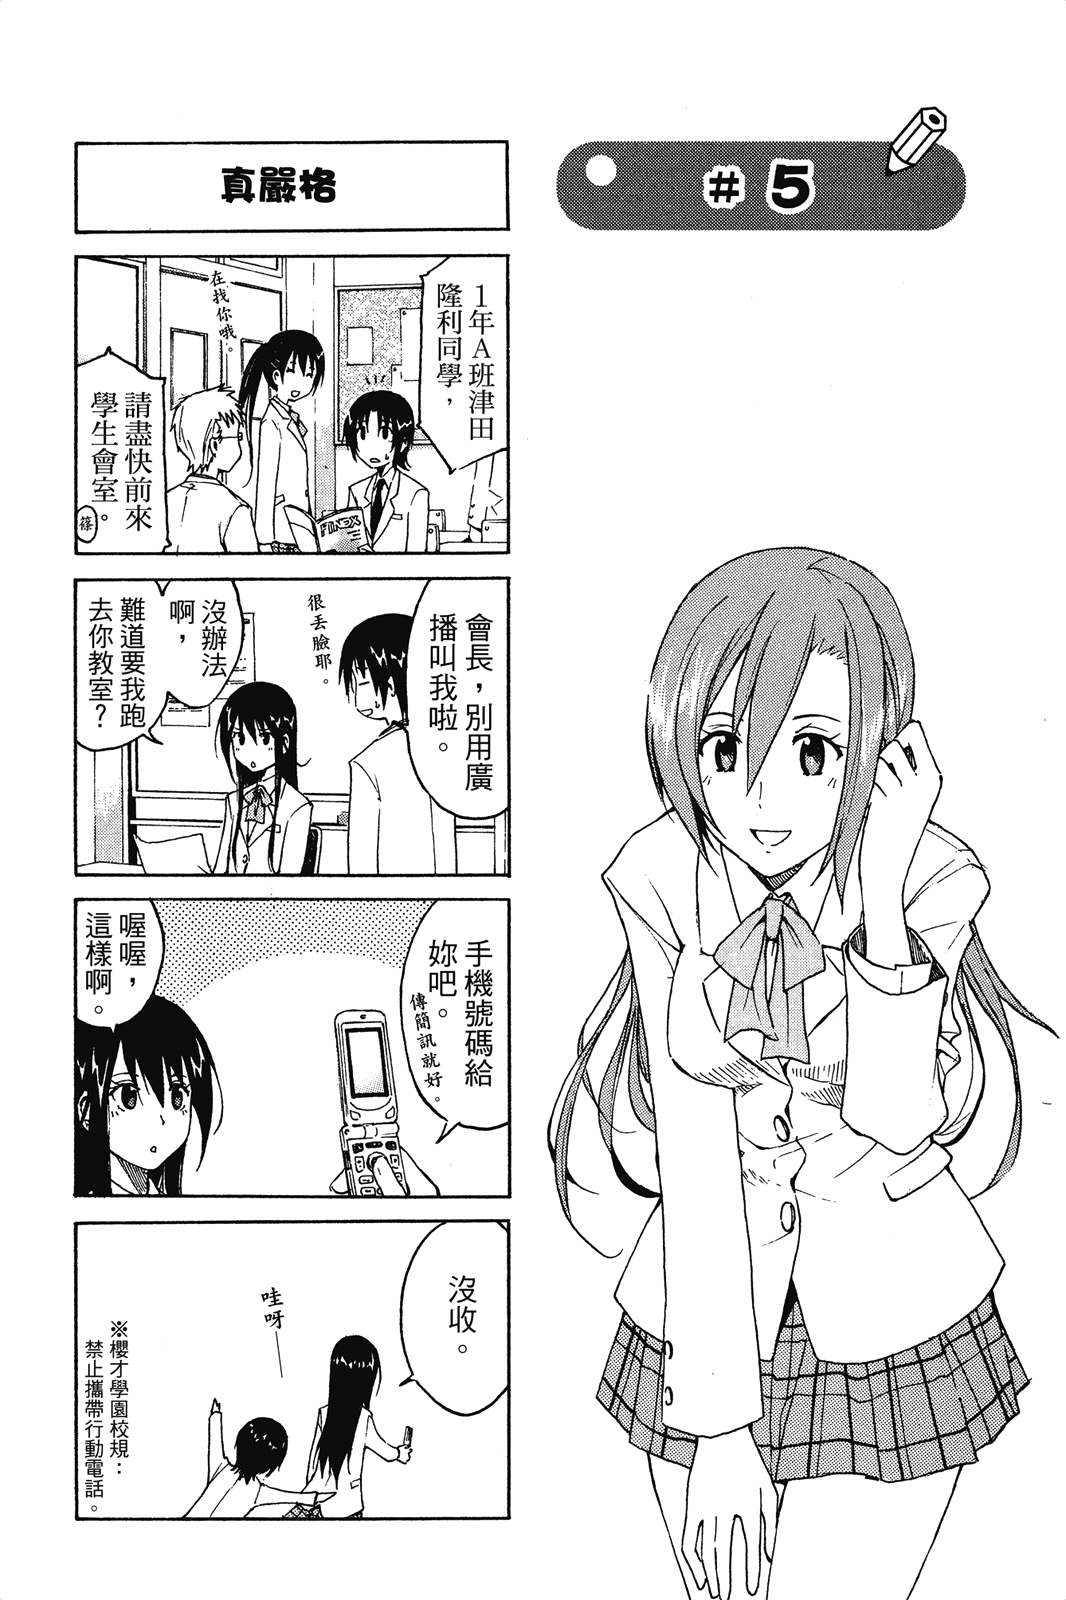 #5
真嚴格
1年A班津田
隆利同學，
在找你哦。
請盡快前來
學生會室。
篠
FINEX
會長，別用廣
播叫我啦。
很丟臉耶。
沒辦法
啊，
難道要我跑
去你教室？
手機號碼給
妳吧。
傳簡訊就好。
喔喔，
這樣啊。
沒收。
哇呀──
※櫻才學園校規：
禁止攜帶行動電話。